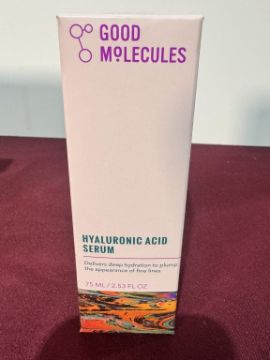 GOOD
MOLECULES
HYALURONIC ACID
SERUM
Delivers deep hydration to plump
the appearance of fine lines
75 ML / 2.53 FL OZ